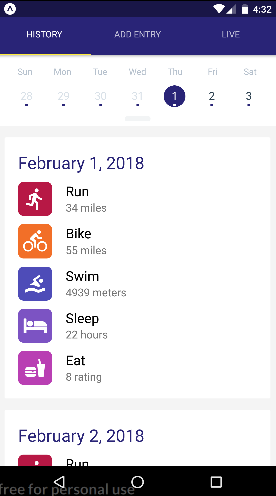 4:32
HISTORY ADD ENTRY LIVE
Sun Mon Tue Wed Thu Fri Sat
28 29 30 31 1 2 3
February 1, 2018
Run
34 miles
Bike
55 miles
Swim
4939 meters
Sleep
22 hours
Eat
8 rating
February 2, 2018
Run
free for personal use